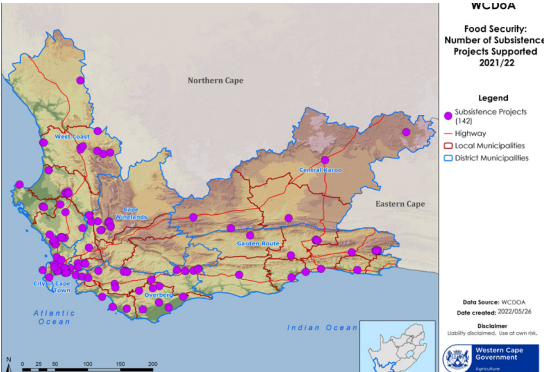 WCDoA
Food Security:
Number of Subsistence
Projects Supported
2021/22
Legend
Subsistence Projects
(142)
Highway
Local Municipalities
District Municipalities
Northern Cape
West Coast
Central Karoo
Cape
Winelands
Eastern Cape
Garden Route
City of Cape
Town
Overberg
Atlantic
Ocean
Indian Ocean
Data Source: WCDOA
Date created: 2022/05/26
Disclaimer
Liability disclaimed. Use at own risk.
Western Cape
Government
Agriculture
N
0 25 50 100 150 200